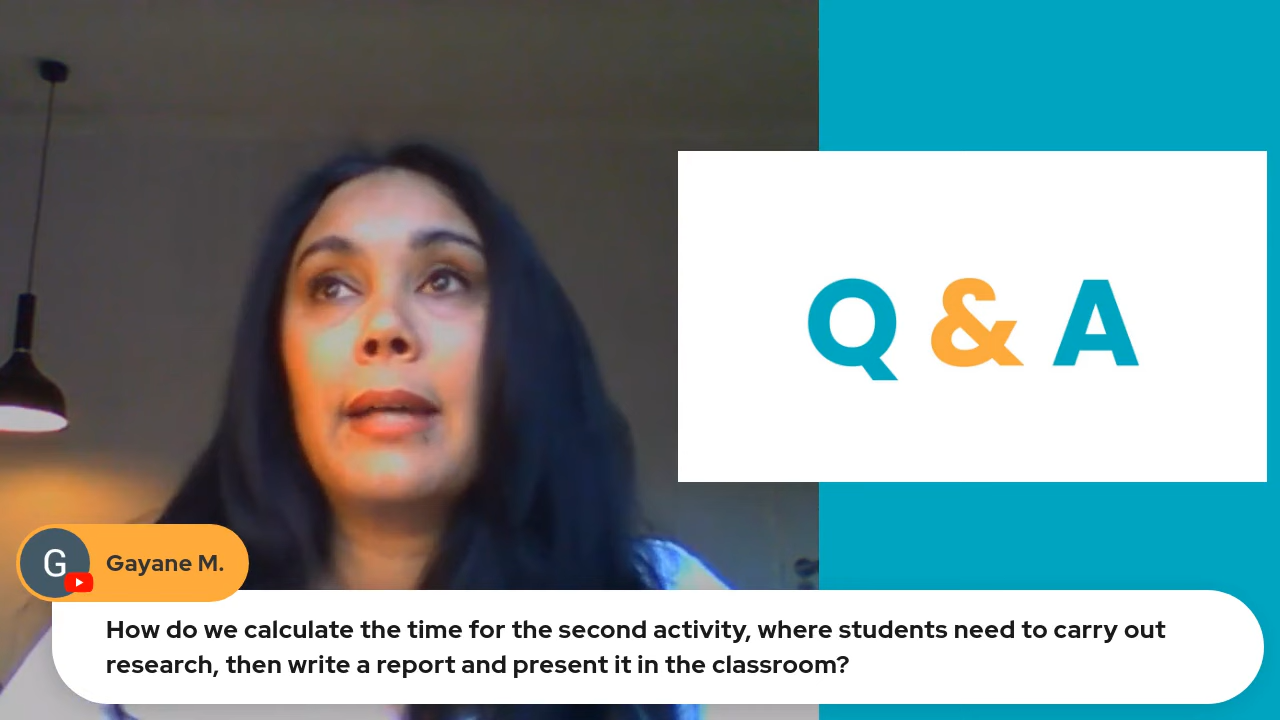 Q & A
G
Gayane M.
How do we calculate the time for the second activity, where students need to carry out
research, then write a report and present it in the classroom?